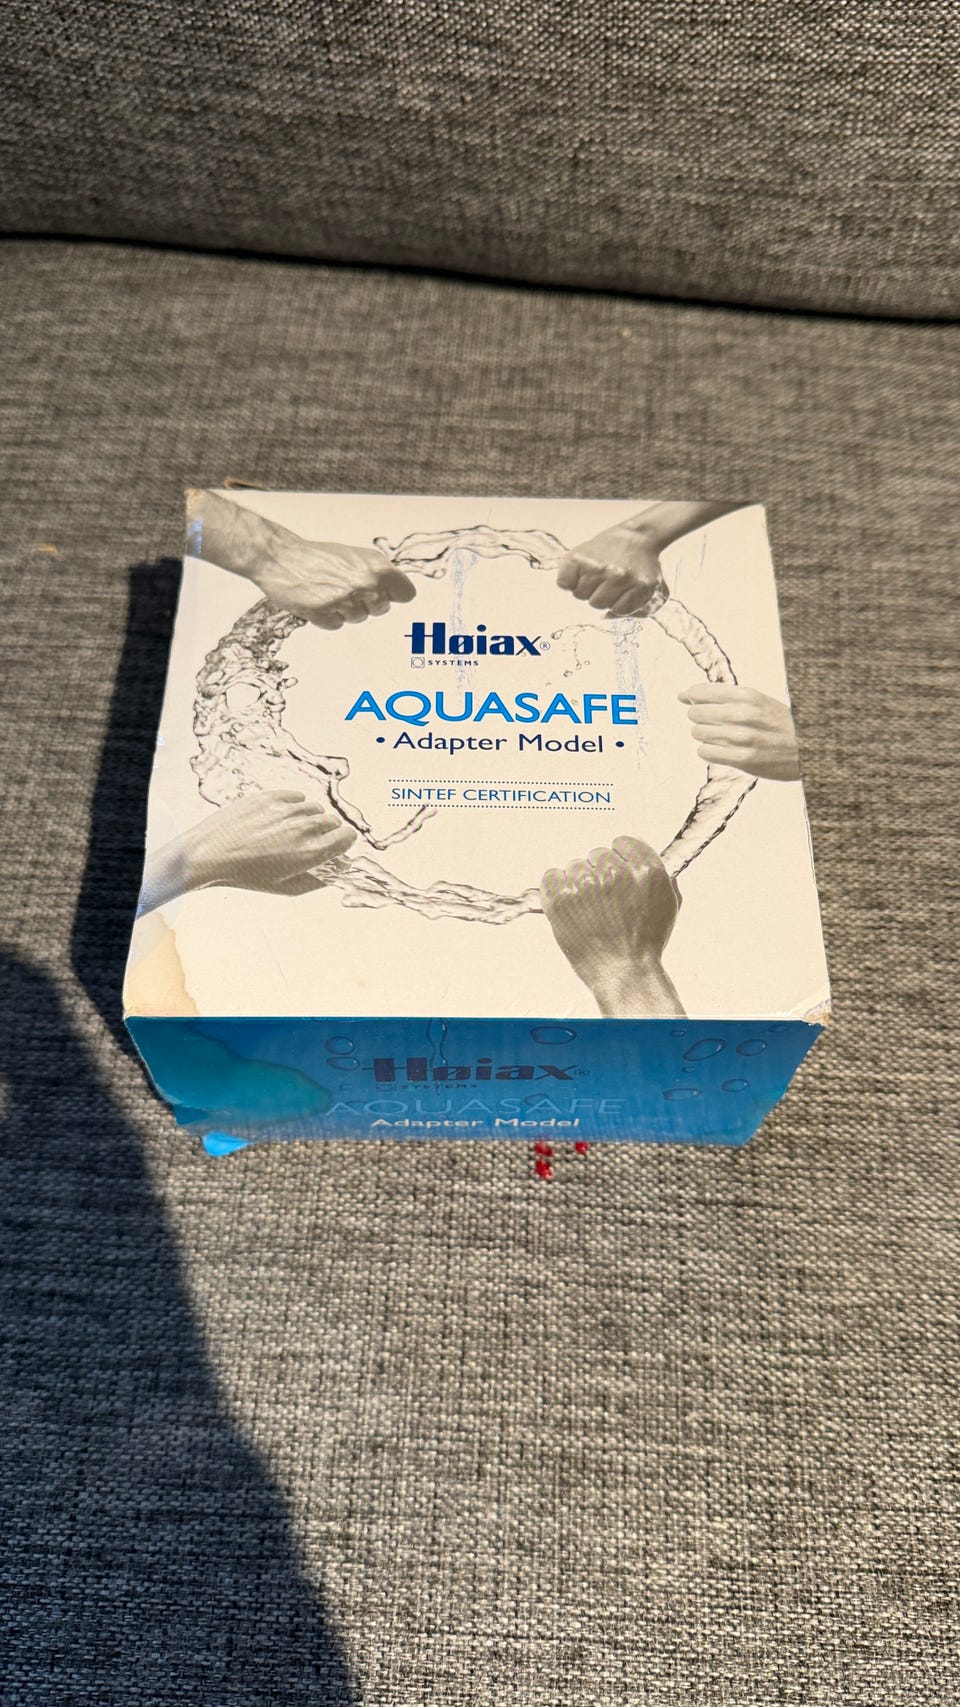 Høiax®
SYSTEMS
AQUASAFE
• Adapter Model •
SINTEF CERTIFICATION
Høiax®
SYSTEMS
AQUASAFE
Adapter Model